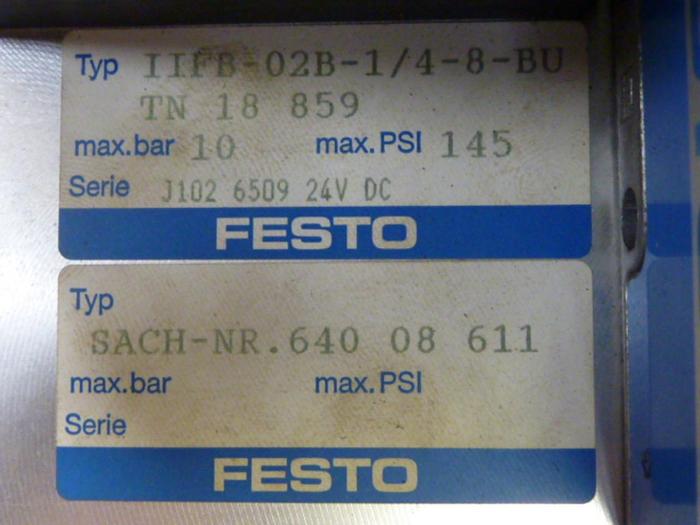 Typ IIFB-02B-1/4-8-BU
TN 18 859
max.bar 10 max.PSI 145
Serie J102 6509 24V DC
FESTO
Typ
SACH-NR.640 08 611
max.bar max.PSI
Serie
FESTO